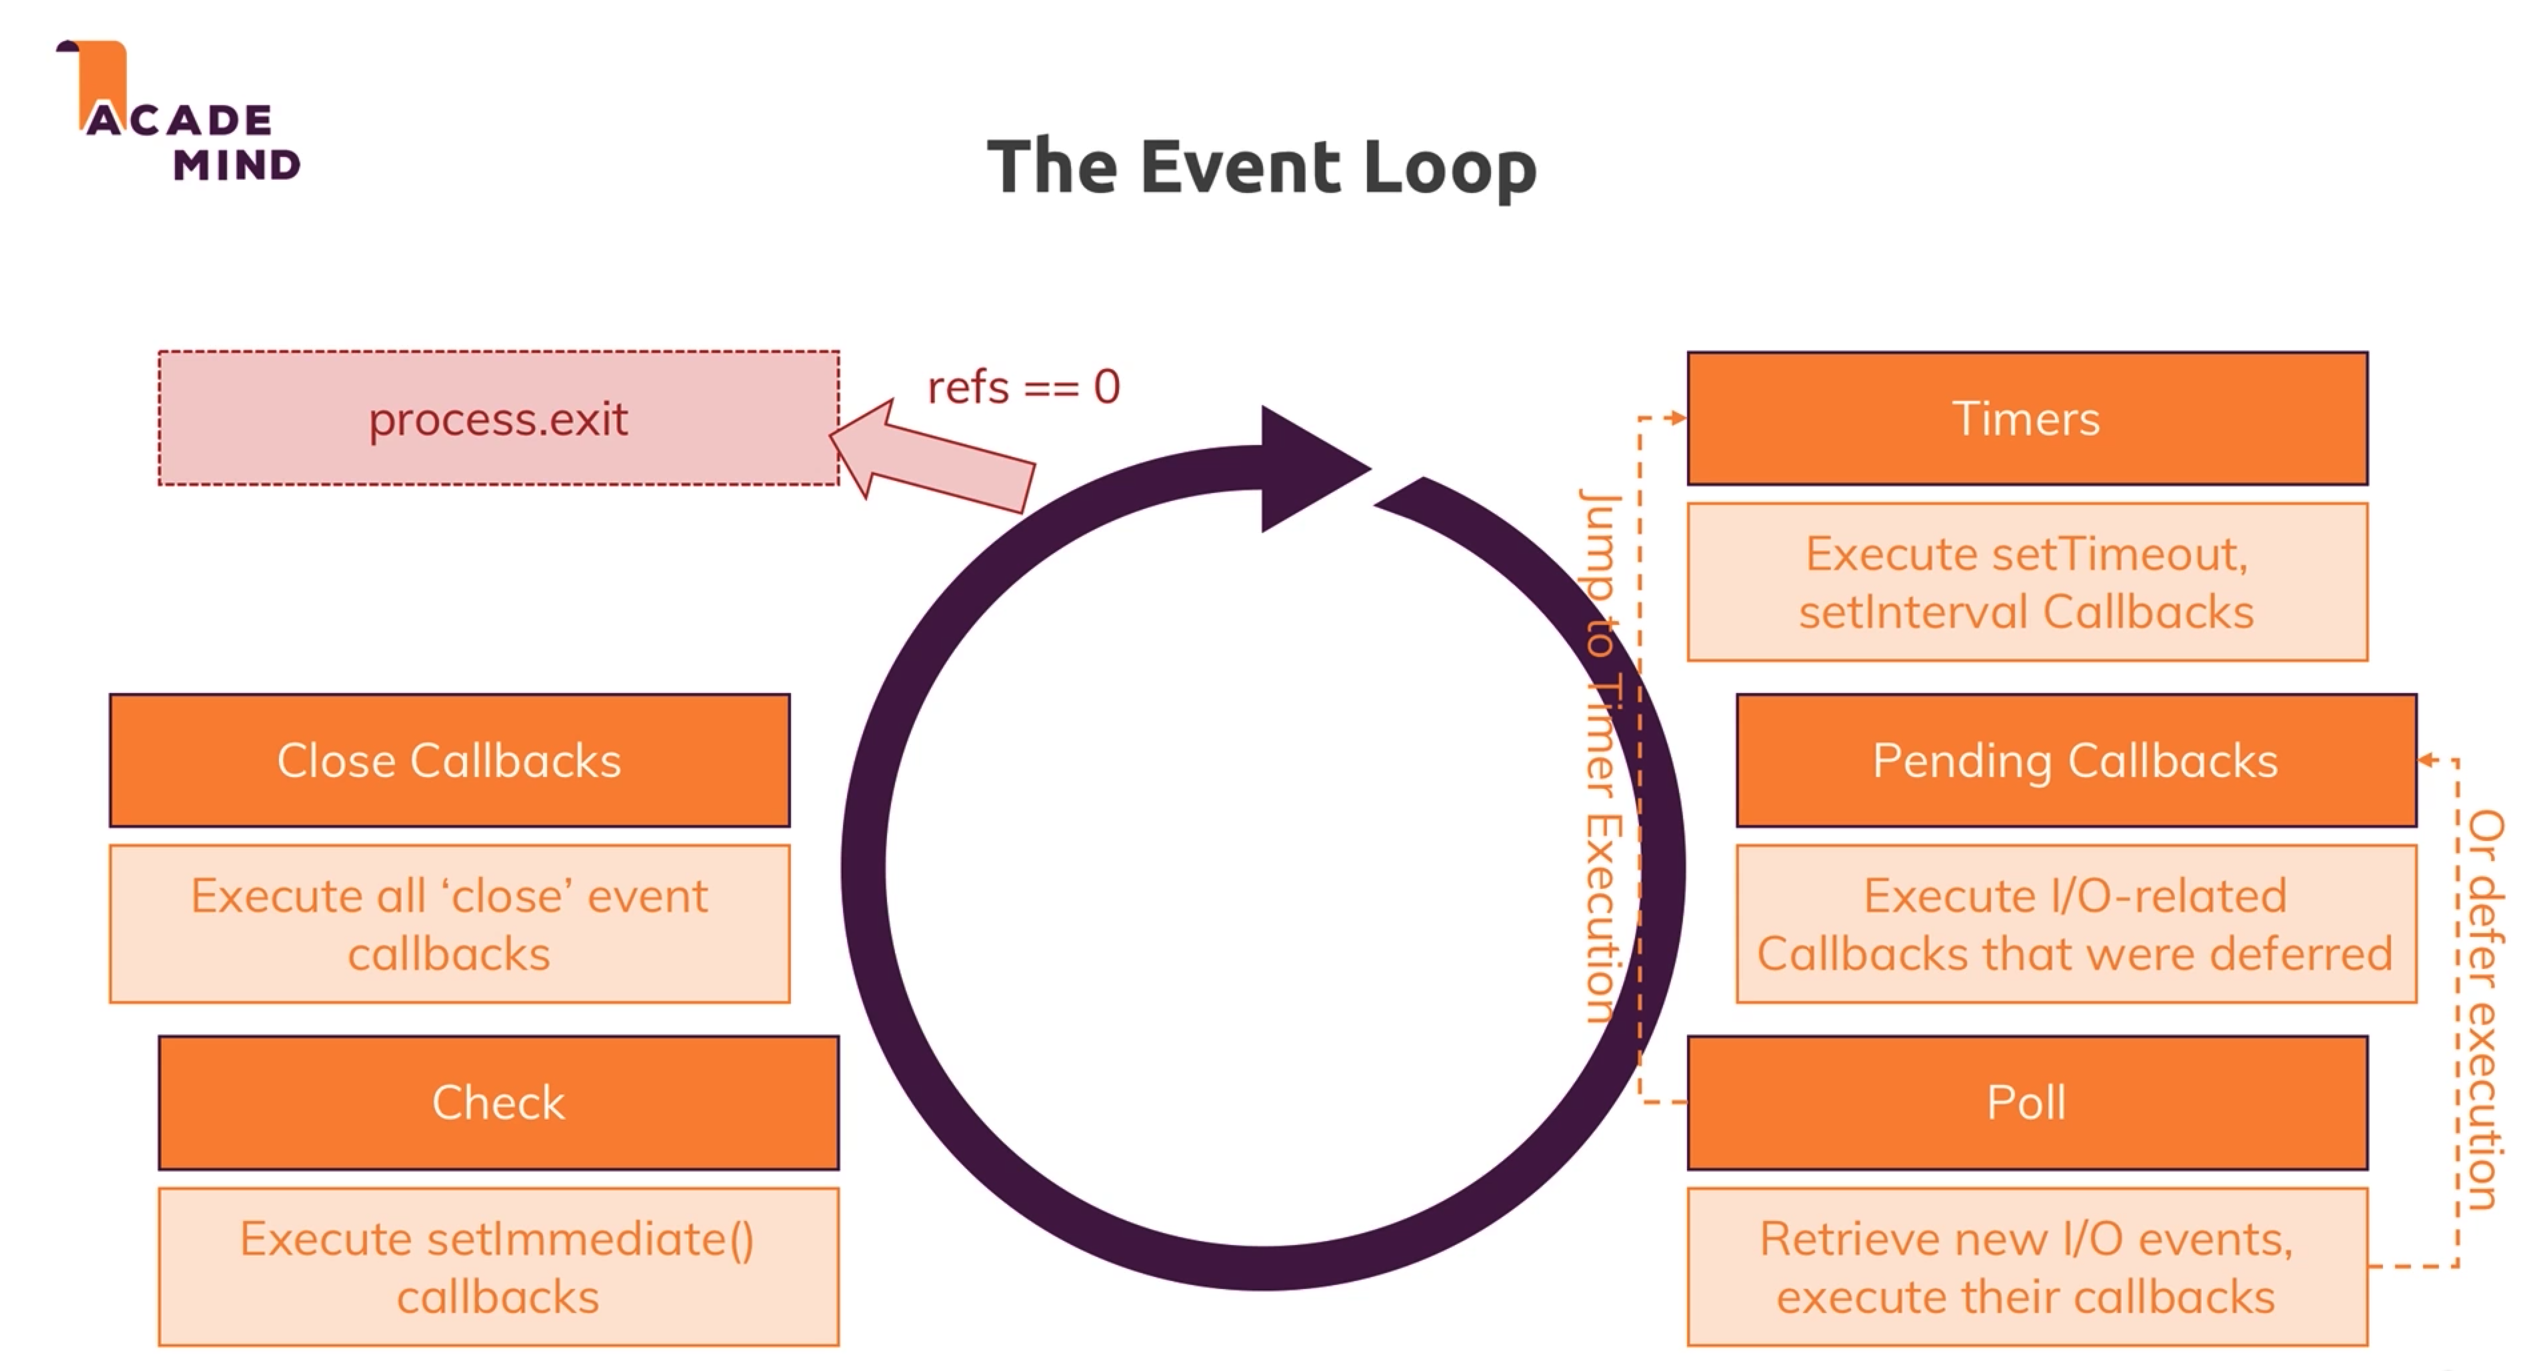 ACADE
MIND
The Event Loop
process.exit
refs == 0
Timers
Execute setTimeout,
setInterval Callbacks
Jump to Timer Execution
Close Callbacks
Execute all ‘close’ event
callbacks
Pending Callbacks
Execute I/O-related
Callbacks that were deferred
Or defer execution
Check
Execute setImmediate()
callbacks
Poll
Retrieve new I/O events,
execute their callbacks